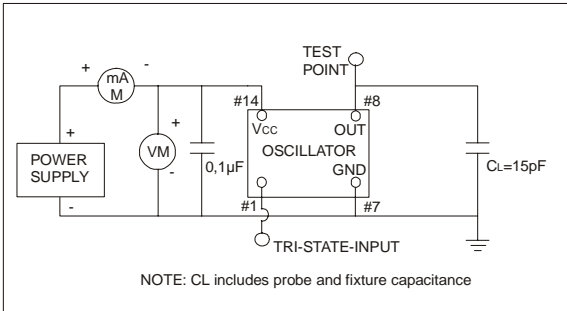 TEST
POINT
+ -
mA
M
#14 #8
Vcc OUT
+ +
OSCILLATOR
POWER
SUPPLY
VM
0,1µF
CL=15pF
GND
- -
#1 #7
TRI-STATE-INPUT
NOTE: CL includes probe and fixture capacitance